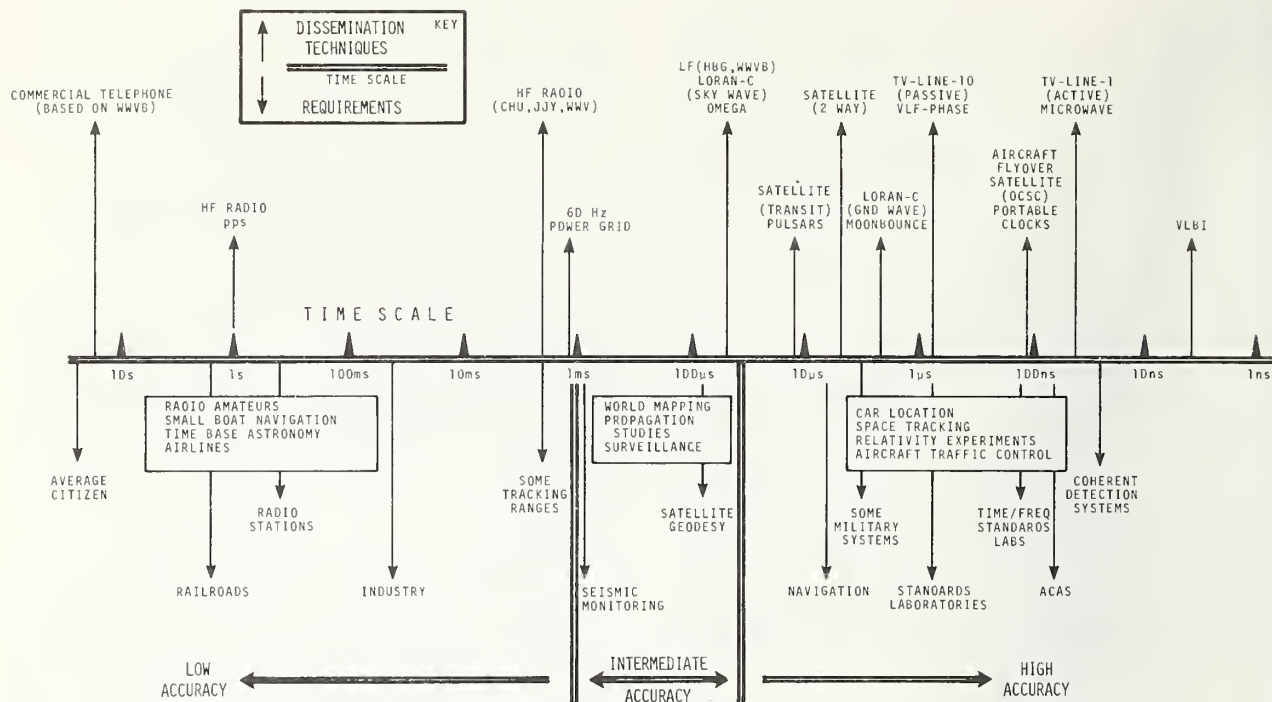 DISSEMINATION KEY
TECHNIQUES
TIME SCALE
REQUIREMENTS
COMMERCIAL TELEPHONE
(BASED ON WWVB)
HF RADIO
pps
HF RADIO
(CHU,JJY,WWV)
60 Hz
POWER GRID
LF(HBG,WWVB)
LORAN-C
(SKY WAVE)
OMEGA
SATELLITE
(TRANSIT)
PULSARS
SATELLITE
(2 WAY)
LORAN-C
(GND WAVE)
MOONBOUNCE
TV-LINE-10
(PASSIVE)
VLF-PHASE
AIRCRAFT
FLYOVER
SATELLITE
(OCSC)
PORTABLE
CLOCKS
TV-LINE-1
(ACTIVE)
MICROWAVE
VLBI
TIME SCALE
10s 1s 100ms 10ms 1ms 100μs 10μs 1μs 100ns 10ns 1ns
RADIO AMATEURS
SMALL BOAT NAVIGATION
TIME BASE ASTRONOMY
AIRLINES
WORLD MAPPING
PROPAGATION
STUDIES
SURVEILLANCE
CAR LOCATION
SPACE TRACKING
RELATIVITY EXPERIMENTS
AIRCRAFT TRAFFIC CONTROL
AVERAGE
CITIZEN
RADIO
STATIONS
SOME
TRACKING
RANGES
SATELLITE
GEODESY
SOME
MILITARY
SYSTEMS
TIME/FREQ
STANDARDS
LABS
COHERENT
DETECTION
SYSTEMS
RAILROADS
INDUSTRY
SEISMIC
MONITORING
NAVIGATION
STANDARDS
LABORATORIES
ACAS
LOW
ACCURACY
INTERMEDIATE
ACCURACY
HIGH
ACCURACY